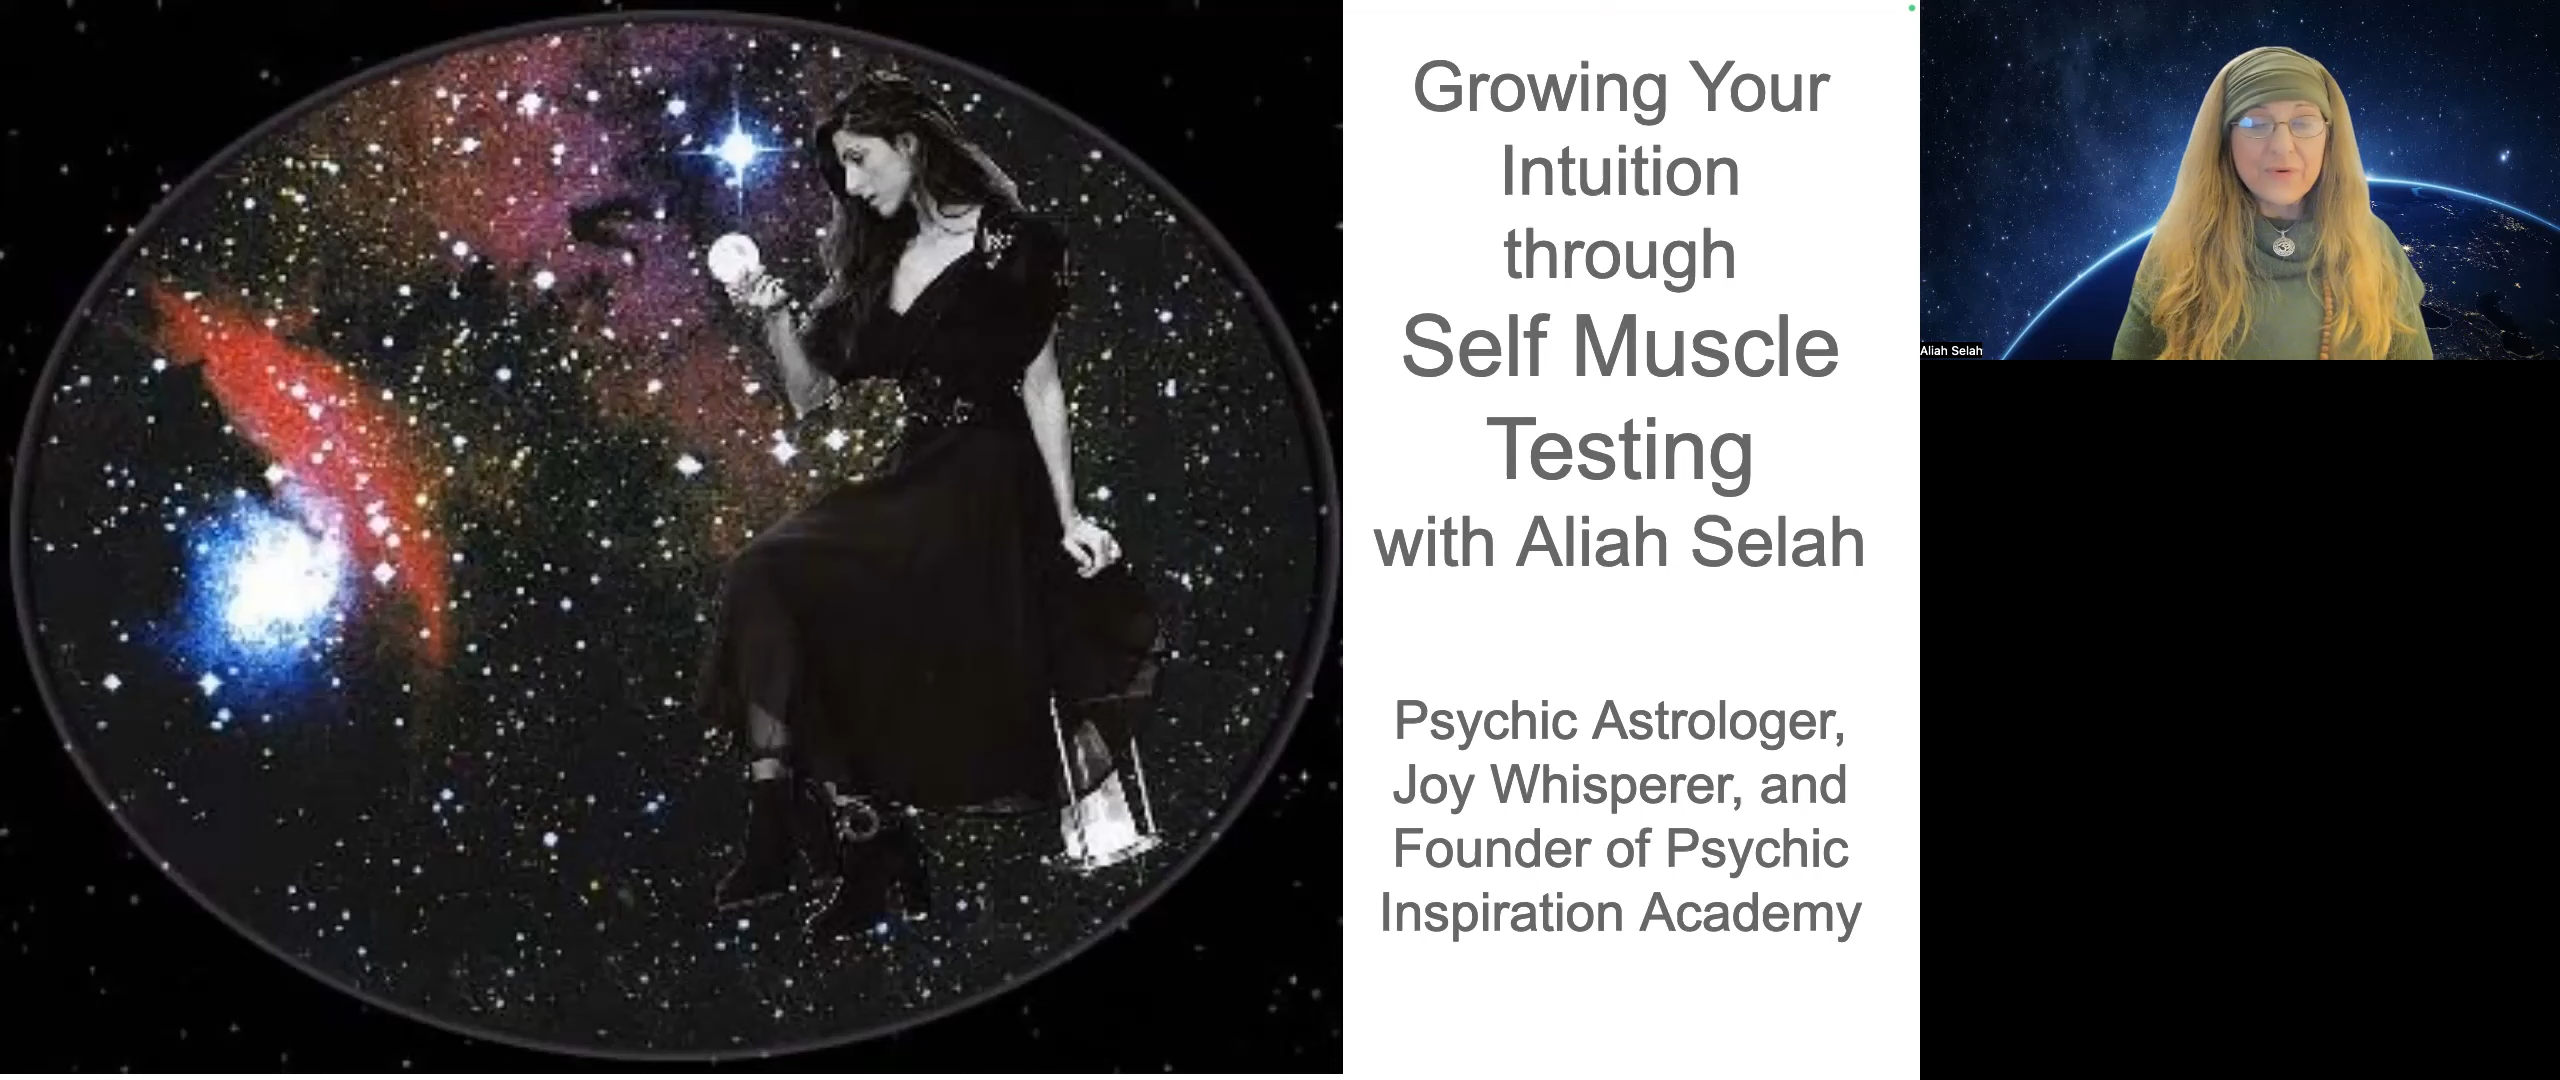 Growing Your
Intuition
through
Self Muscle
Testing
with Aliah Selah
Psychic Astrologer,
Joy Whisperer, and
Founder of Psychic
Inspiration Academy
Aliah Selah